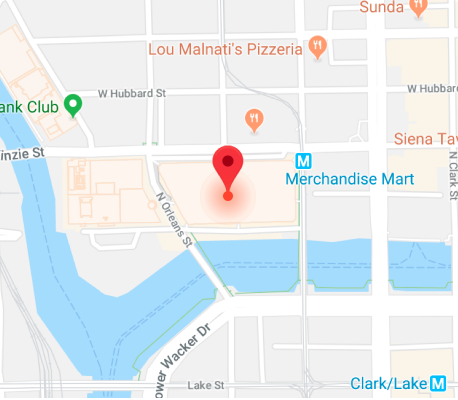 Sunda
Lou Malnati's Pizzeria
W Hubbard St
W Hubbard St
ank Club
inzie St
Siena Tav
M
Merchandise Mart
N Clark St
N Orleans St
ower Wacker Dr
Lake St
Clark/Lake M